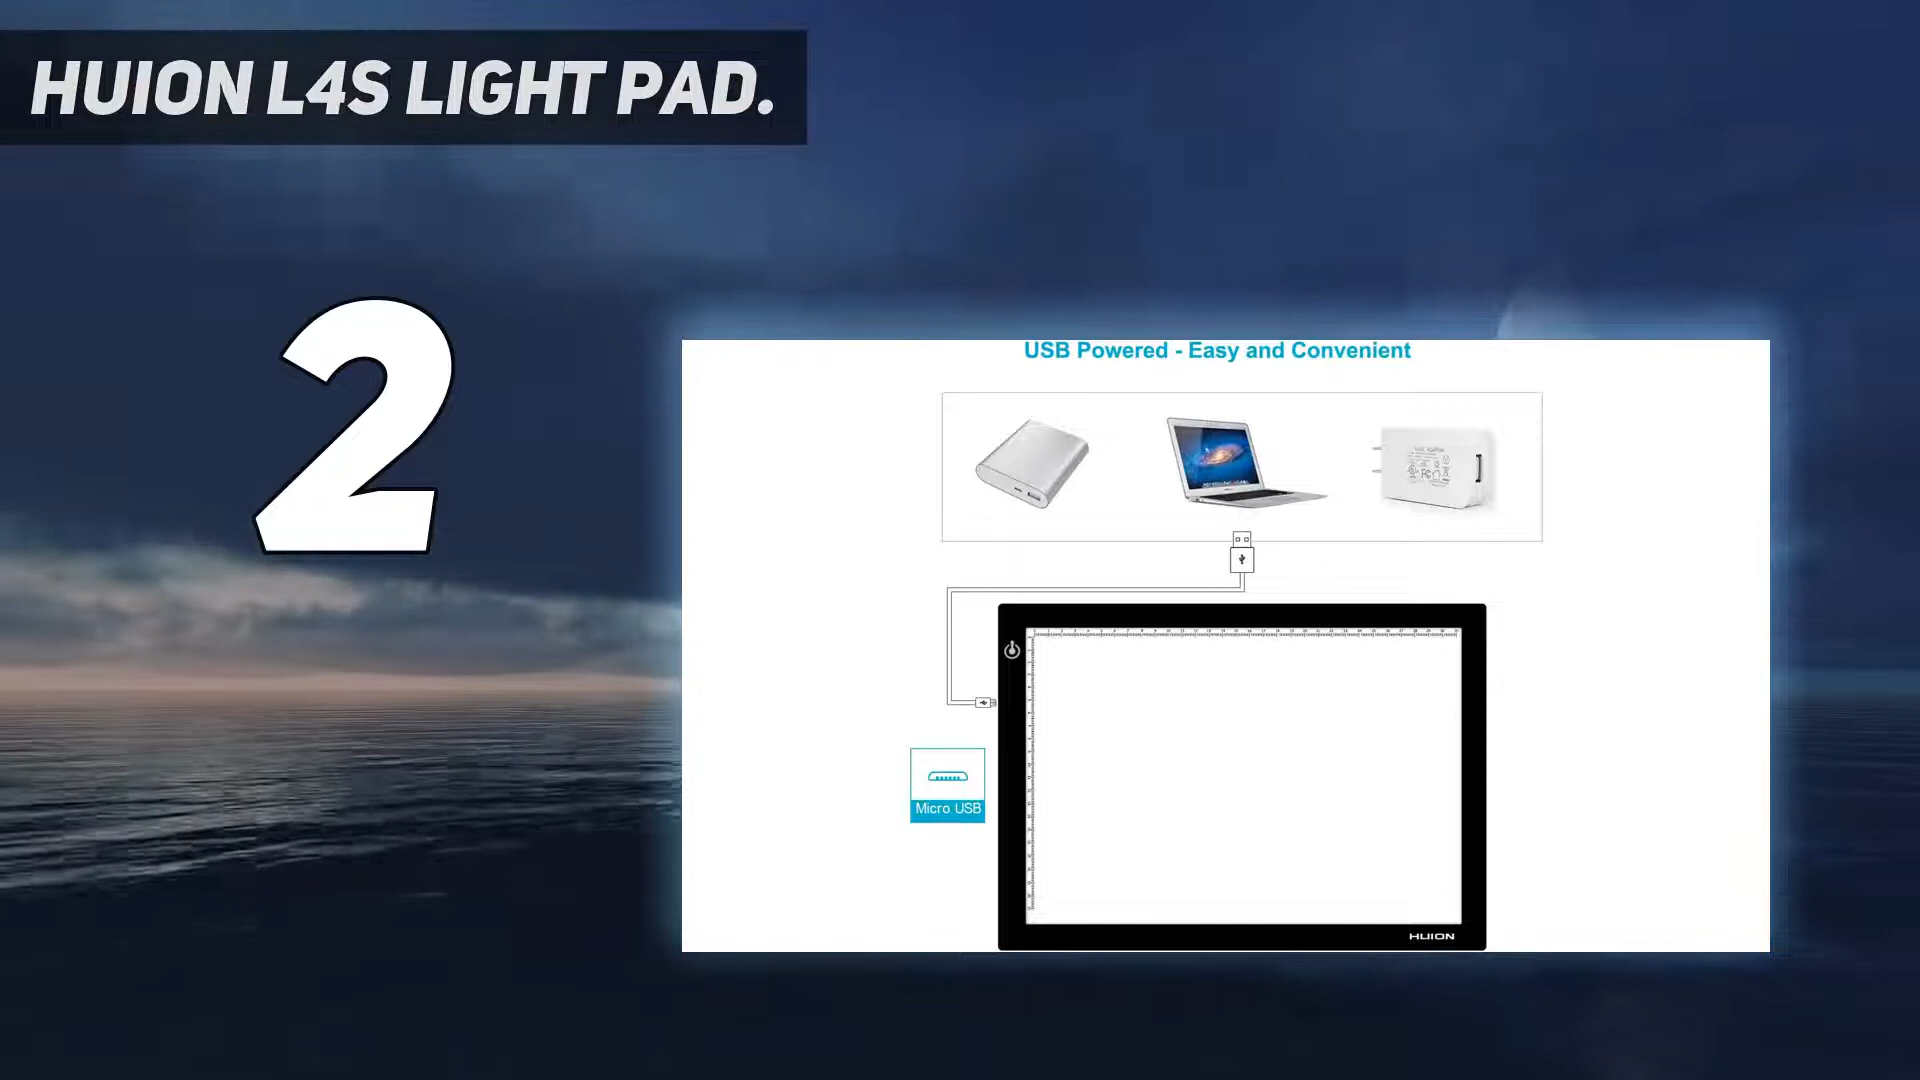 HUION L4S LIGHT PAD.
2
USB Powered - Easy and Convenient
Micro USB
HUION